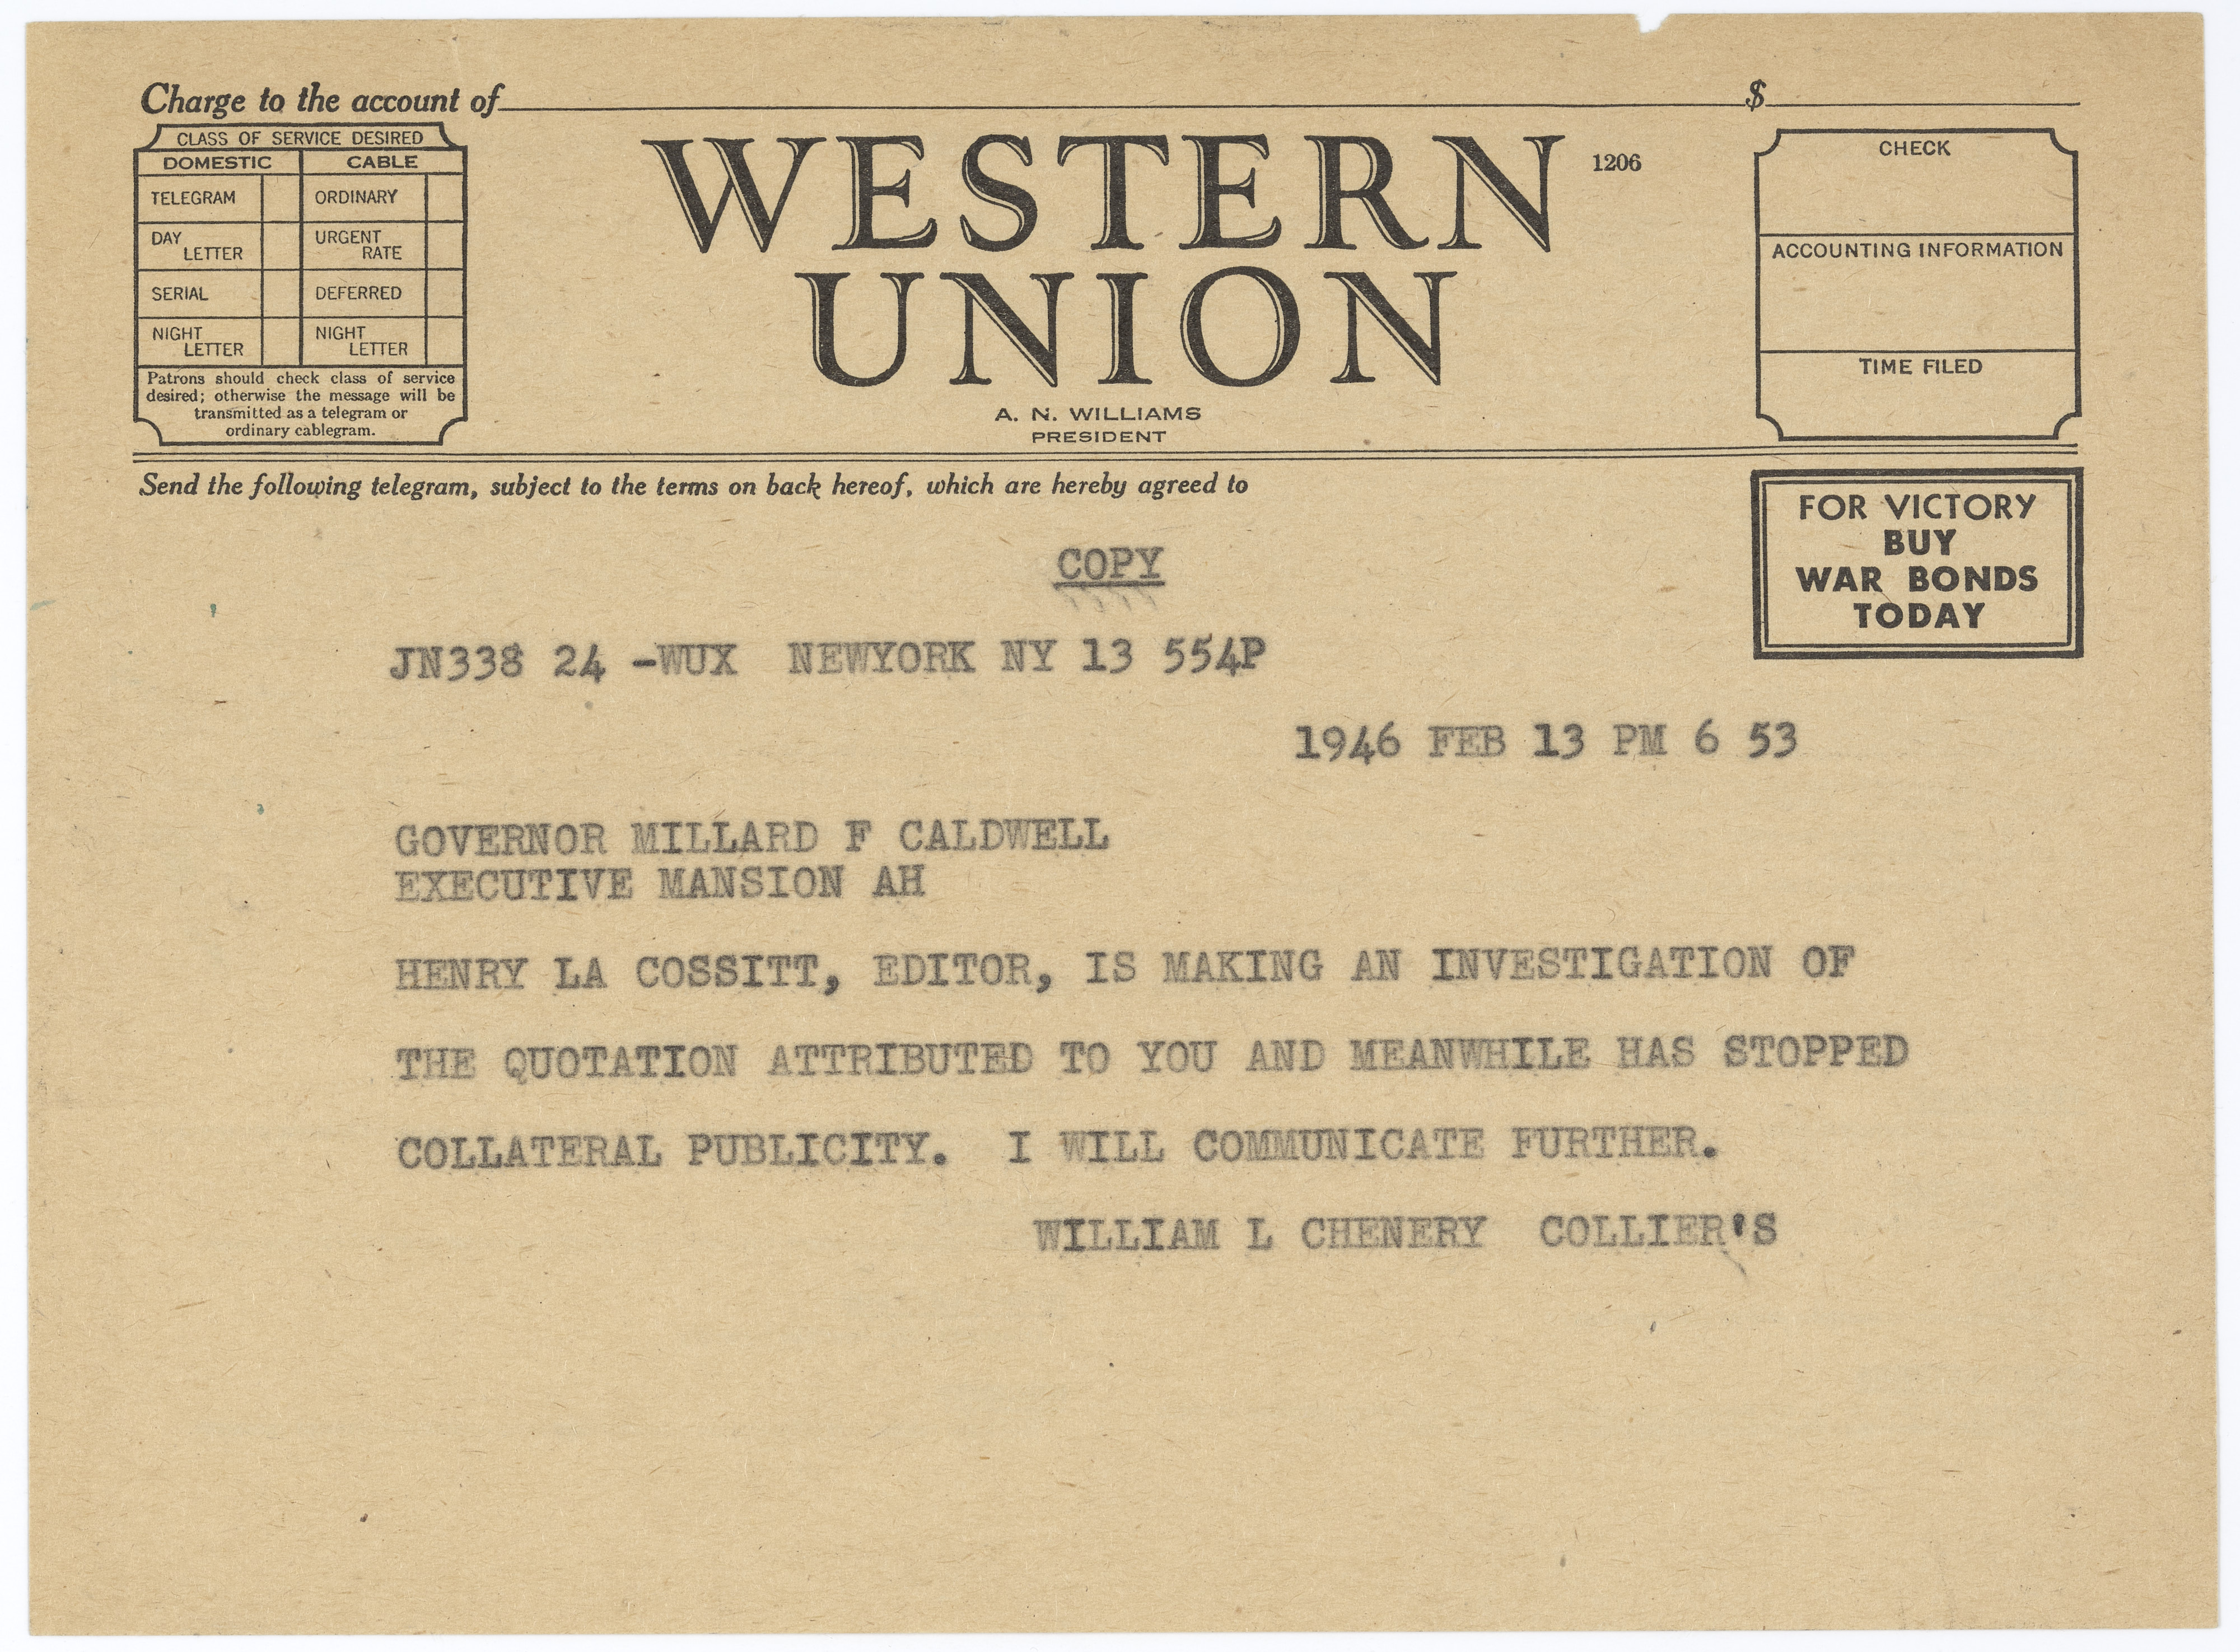 Charge to the account of $
CLASS OF SERVICE DESIRED
DOMESTIC CABLE
TELEGRAM ORDINARY
DAY LETTER URGENT RATE
SERIAL DEFERRED
NIGHT LETTER NIGHT LETTER
Patrons should check class of service
desired; otherwise the message will be
transmitted as a telegram or
ordinary cablegram.
WESTERN
UNION
1206
A. N. WILLIAMS
PRESIDENT
CHECK
ACCOUNTING INFORMATION
TIME FILED
Send the following telegram, subject to the terms on back hereof, which are hereby agreed to
FOR VICTORY
BUY
WAR BONDS
TODAY
COPY
JN338 24 -WUX NEWYORK NY 13 554P
1946 FEB 13 PM 6 53
GOVERNOR MILLARD F CALDWELL
EXECUTIVE MANSION AH
HENRY LA COSSITT, EDITOR, IS MAKING AN INVESTIGATION OF
THE QUOTATION ATTRIBUTED TO YOU AND MEANWHILE HAS STOPPED
COLLATERAL PUBLICITY. I WILL COMMUNICATE FURTHER.
WILLIAM L CHENERY COLLIER'S